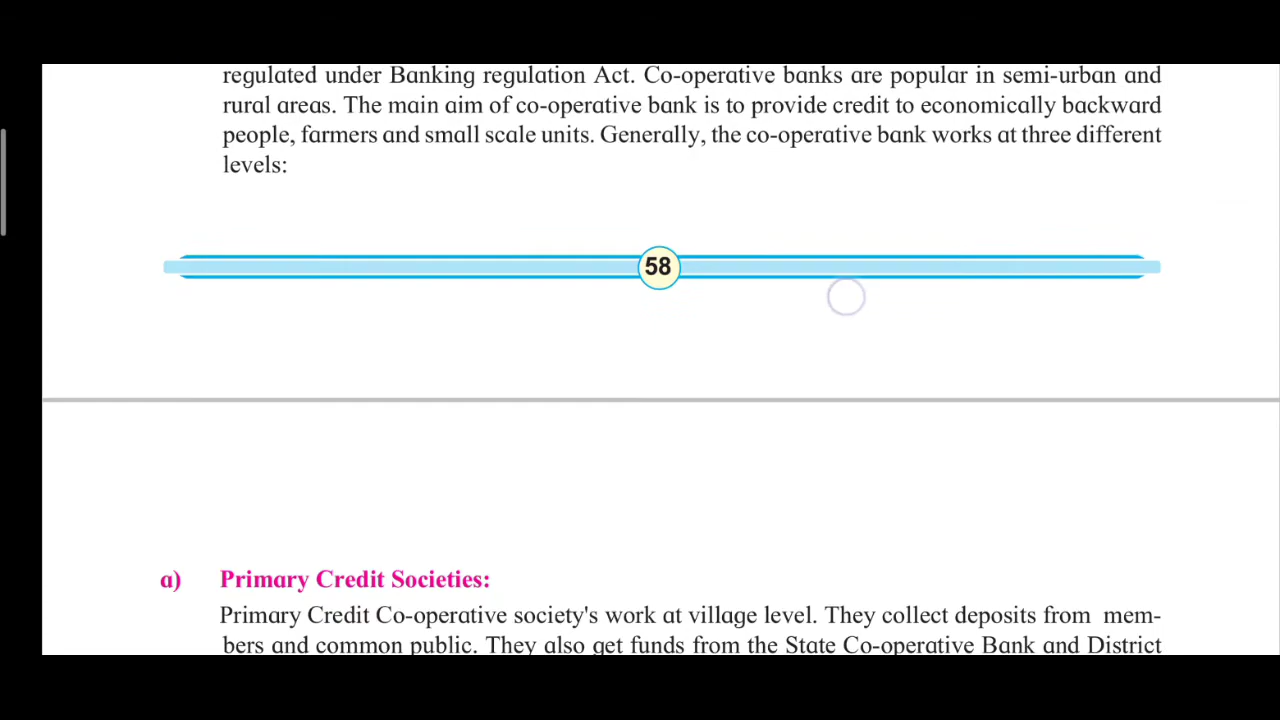 regulated under Banking regulation Act. Co-operative banks are popular in semi-urban and
rural areas. The main aim of co-operative bank is to provide credit to economically backward
people, farmers and small scale units. Generally, the co-operative bank works at three different
levels:
58
a) Primary Credit Societies:
Primary Credit Co-operative society's work at village level. They collect deposits from mem-
bers and common public. They also get funds from the State Co-operative Bank and District